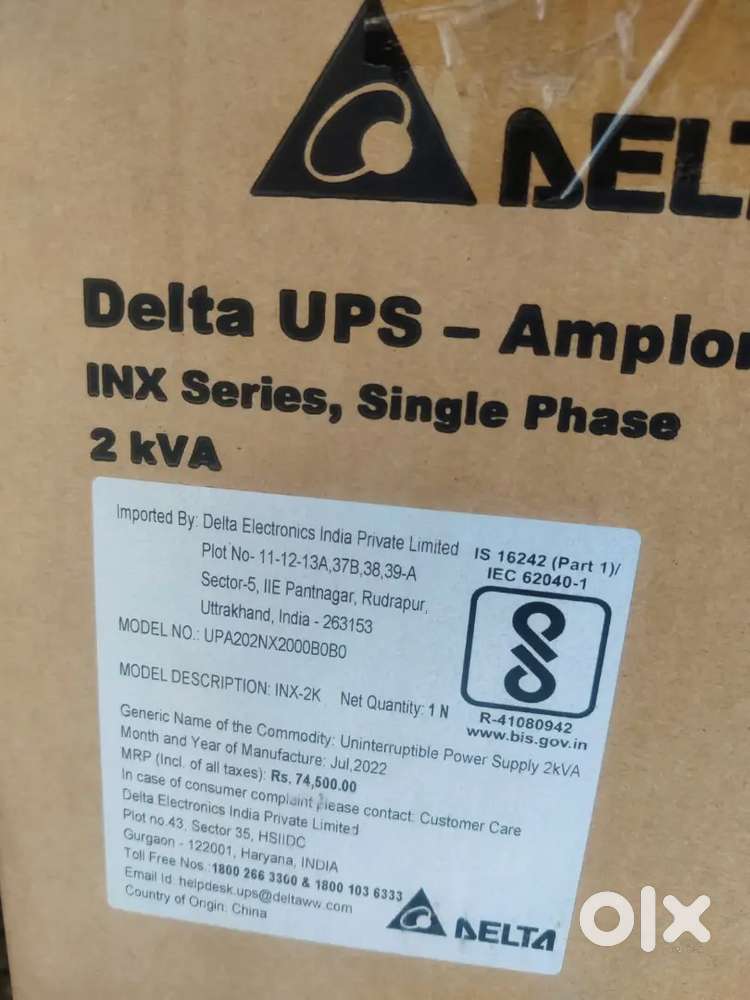 DELT
Delta UPS – Amplo
INX Series, Single Phase
2 kVA
Imported By: Delta Electronics India Private Limited
Plot No- 11-12-13A,37B,38,39-A
Sector-5, IIE Pantnagar, Rudrapur,
Uttrakhand, India - 263153
MODEL NO.: UPA202NX2000B0B0
MODEL DESCRIPTION: INX-2K Net Quantity: 1 N
IS 16242 (Part 1)/
IEC 62040-1
R-41080942
www.bis.gov.in
Generic Name of the Commodity: Uninterruptible Power Supply 2kVA
Month and Year of Manufacture: Jul,2022
MRP (Incl. of all taxes): Rs. 74,500.00
In case of consumer complaint please contact: Customer Care
Delta Electronics India Private Limited
Plot no.43, Sector 35, HSIIDC
Gurgaon - 122001, Haryana, INDIA
Toll Free Nos.: 1800 266 3300 & 1800 103 6333
Email Id: helpdesk.ups@deltaww.com
Country of Origin: China
DELTA
olx